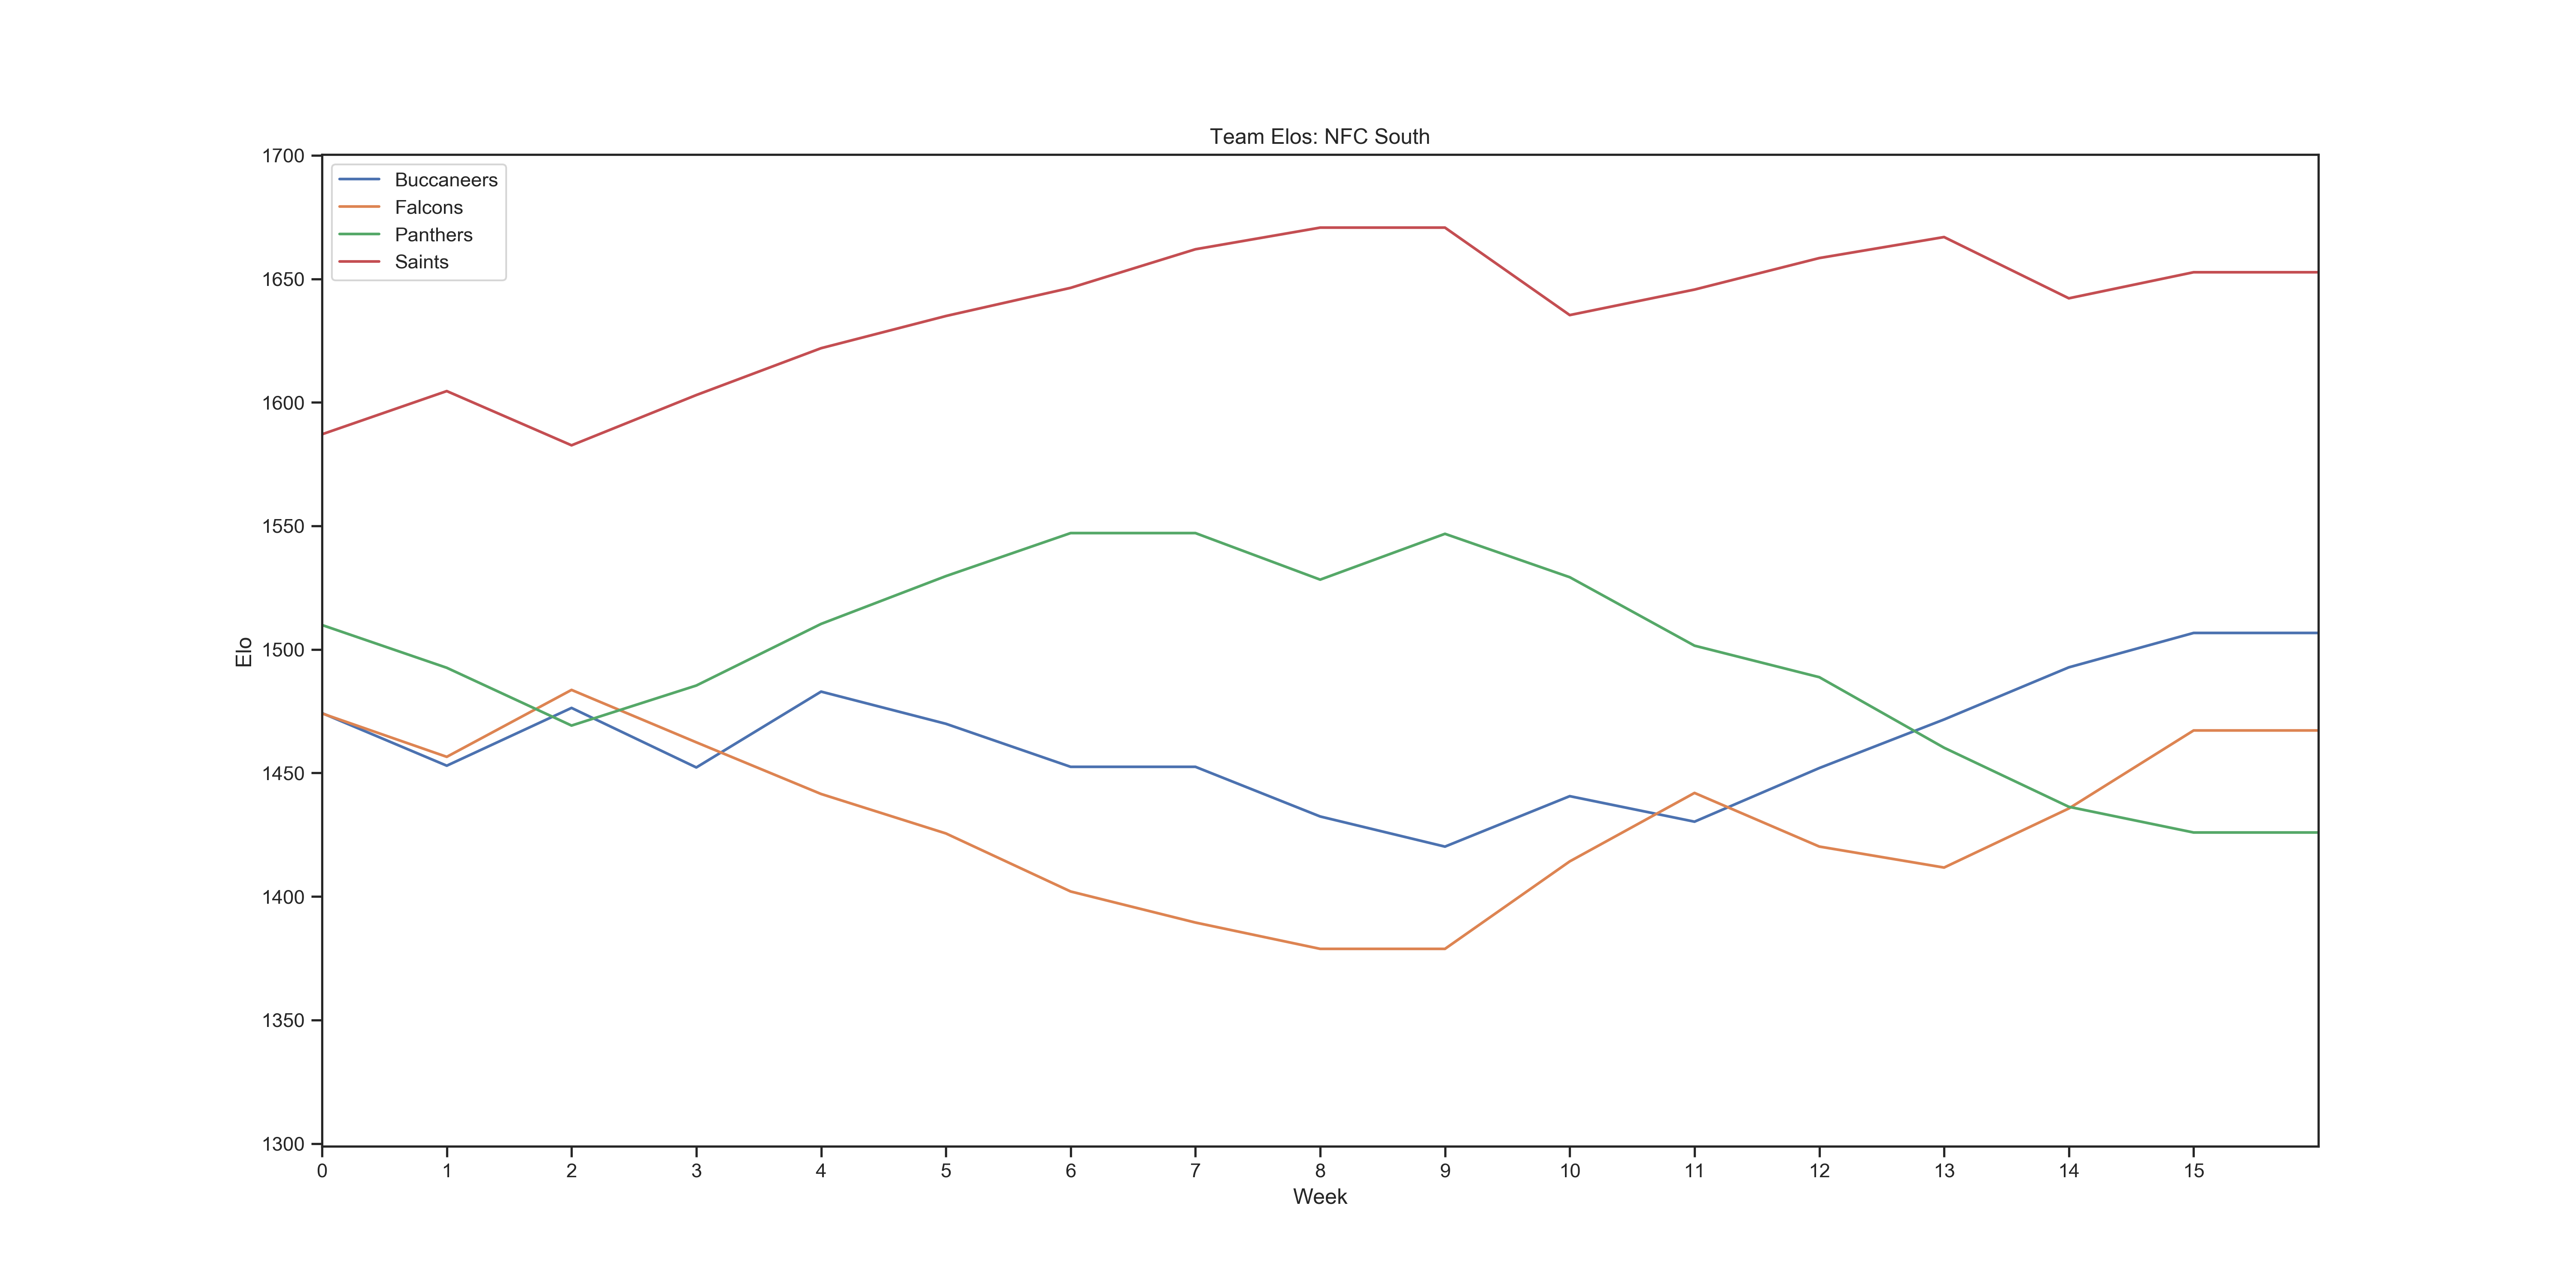 Team Elos: NFC South
1700
Buccaneers
Falcons
Panthers
Saints
1650
1600
1550
1500
1450
1400
1350
1300
Elo
0 1 2 3 4 5 6 7 8 9 10 11 12 13 14 15
Week